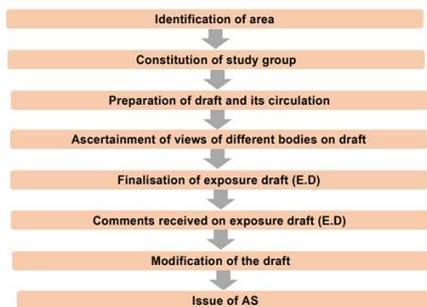 Identification of area
Constitution of study group
Preparation of draft and its circulation
Ascertainment of views of different bodies on draft
Finalisation of exposure draft (E.D)
Comments received on exposure draft (E.D)
Modification of the draft
Issue of AS